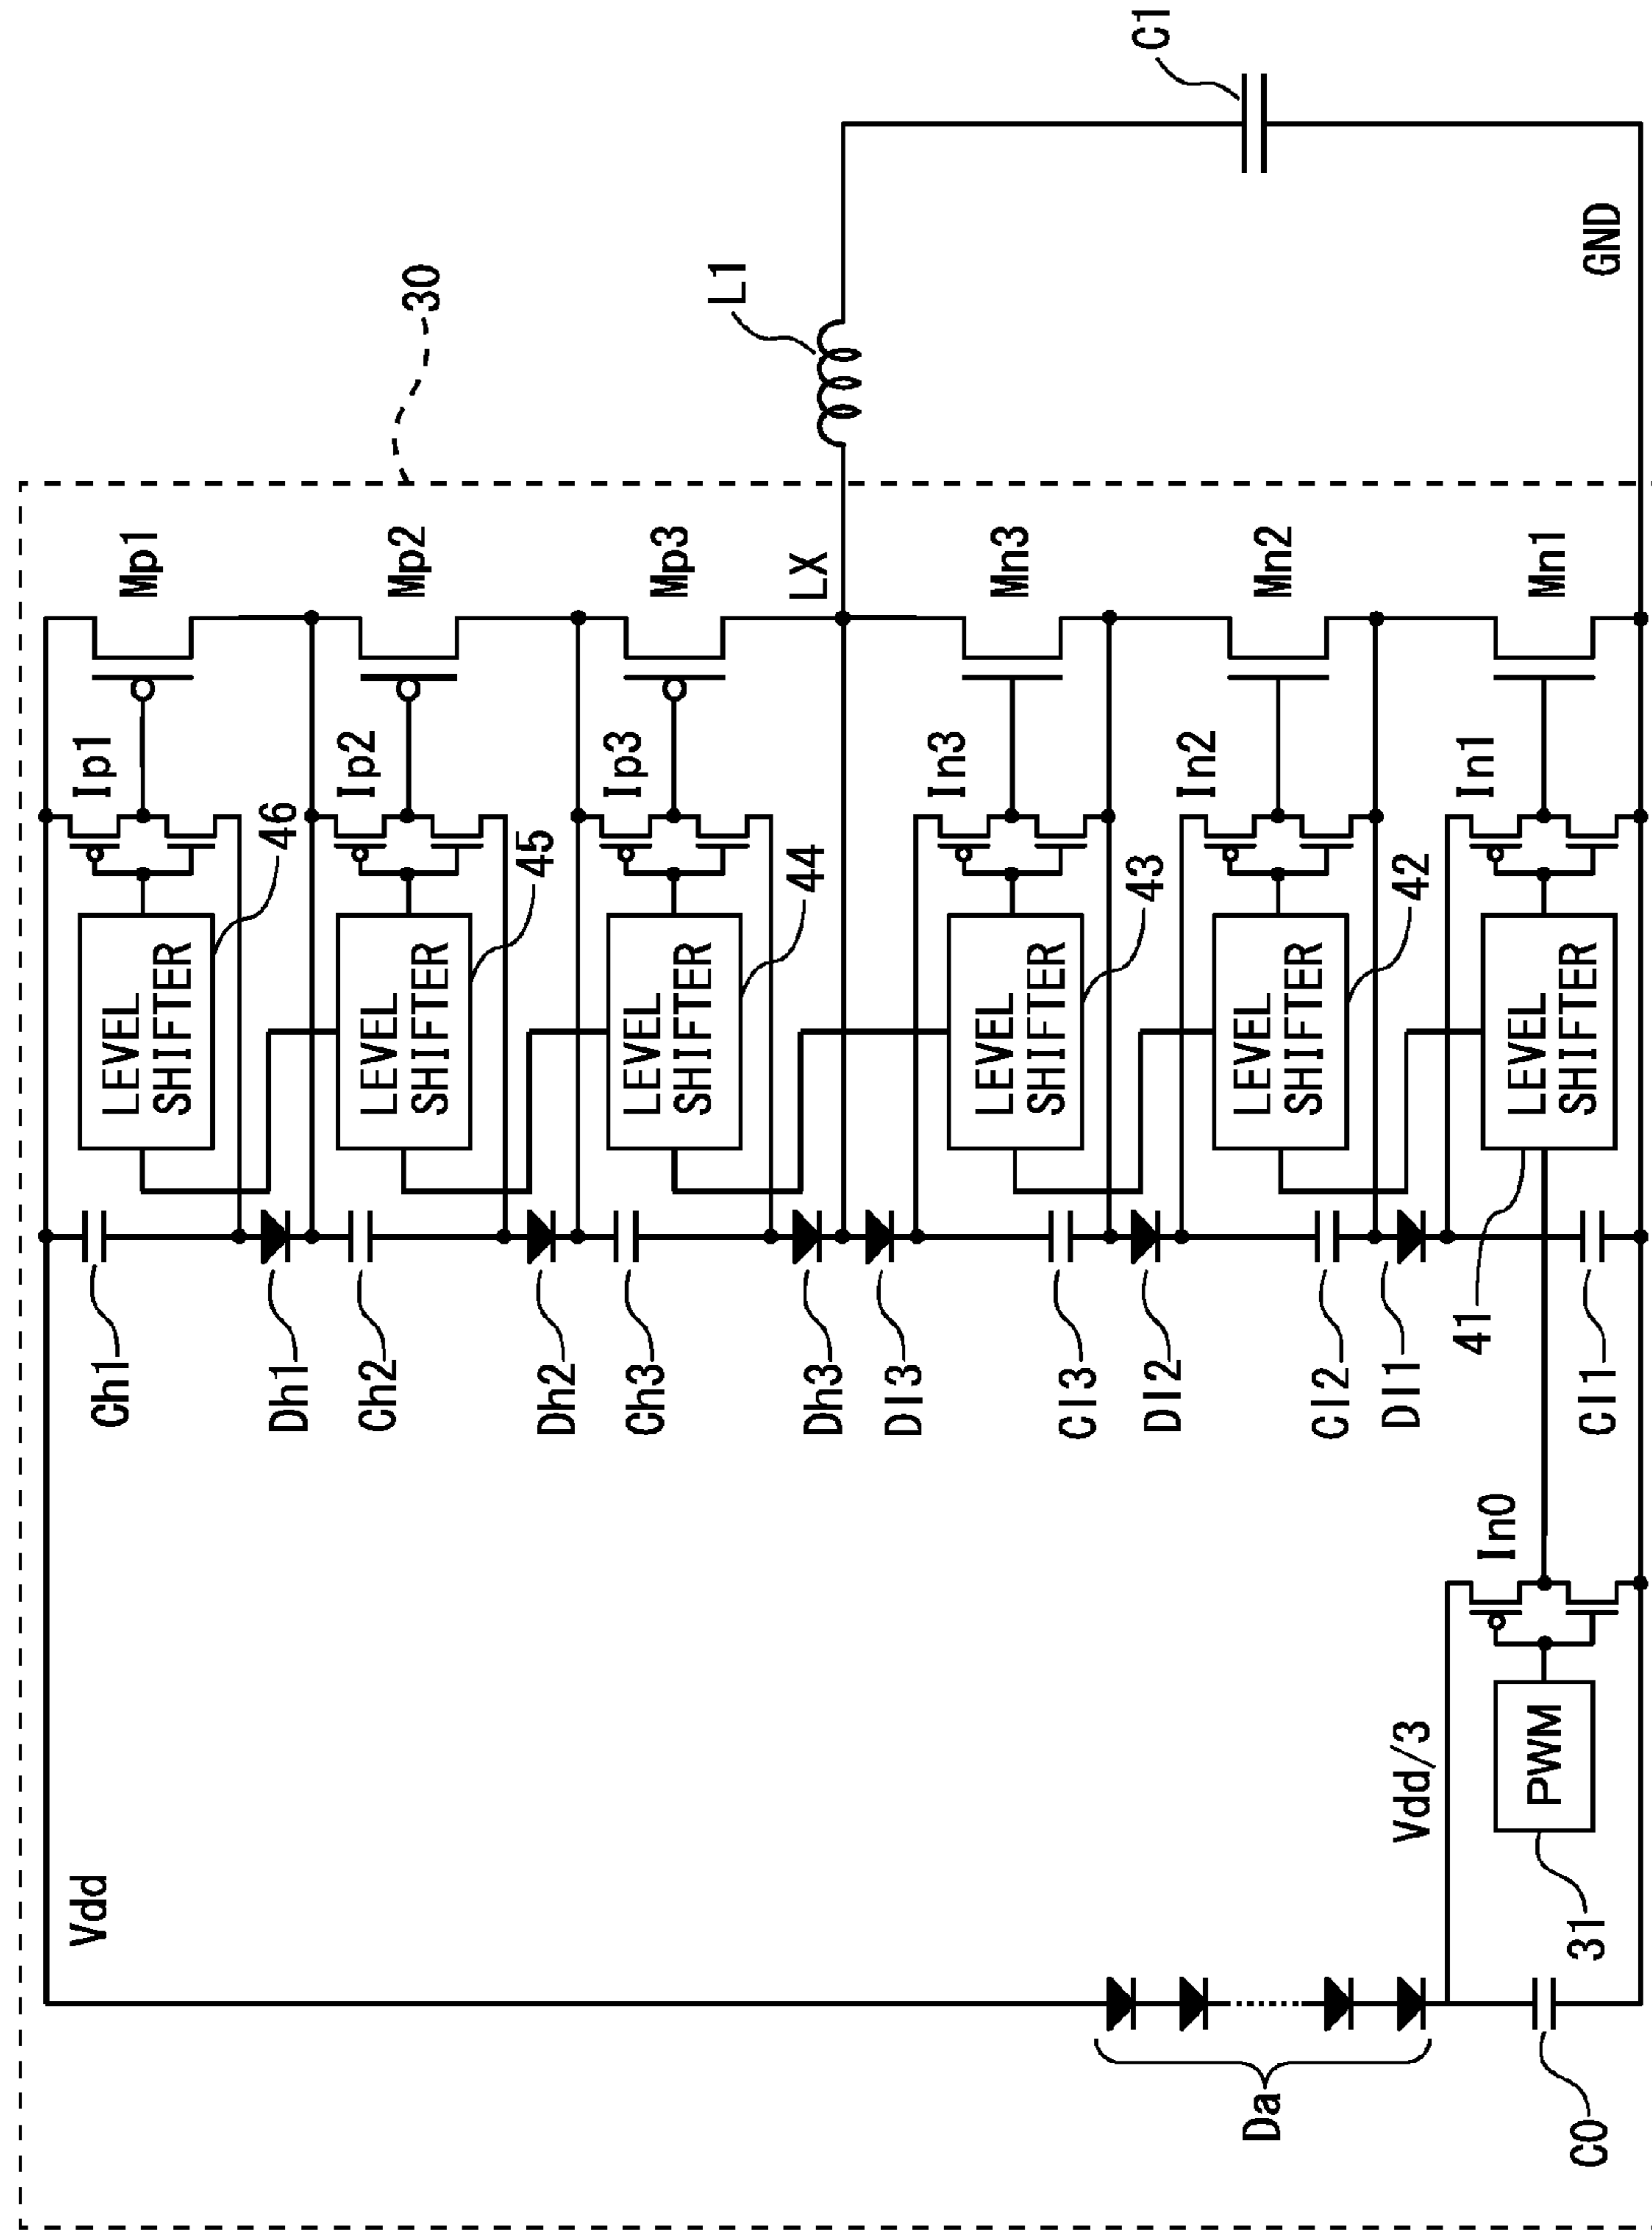 Vdd
Ch1
Ip1
Mp1
LEVEL
SHIFTER
46
Dh1
Ch2
Ip2
Mp2
30
LEVEL
SHIFTER
45
Dh2
Ch3
Ip3
Mp3
L1
LEVEL
SHIFTER
44
Dh3
LX
Dl3
In3
Mn3
LEVEL
SHIFTER
43
Cl3
Dl2
C1
In2
Mn2
LEVEL
SHIFTER
42
Da
Cl2
Dl1
Vdd/3
41
In0
In1
Mn1
LEVEL
SHIFTER
PWM
31
C0
Cl1
GND